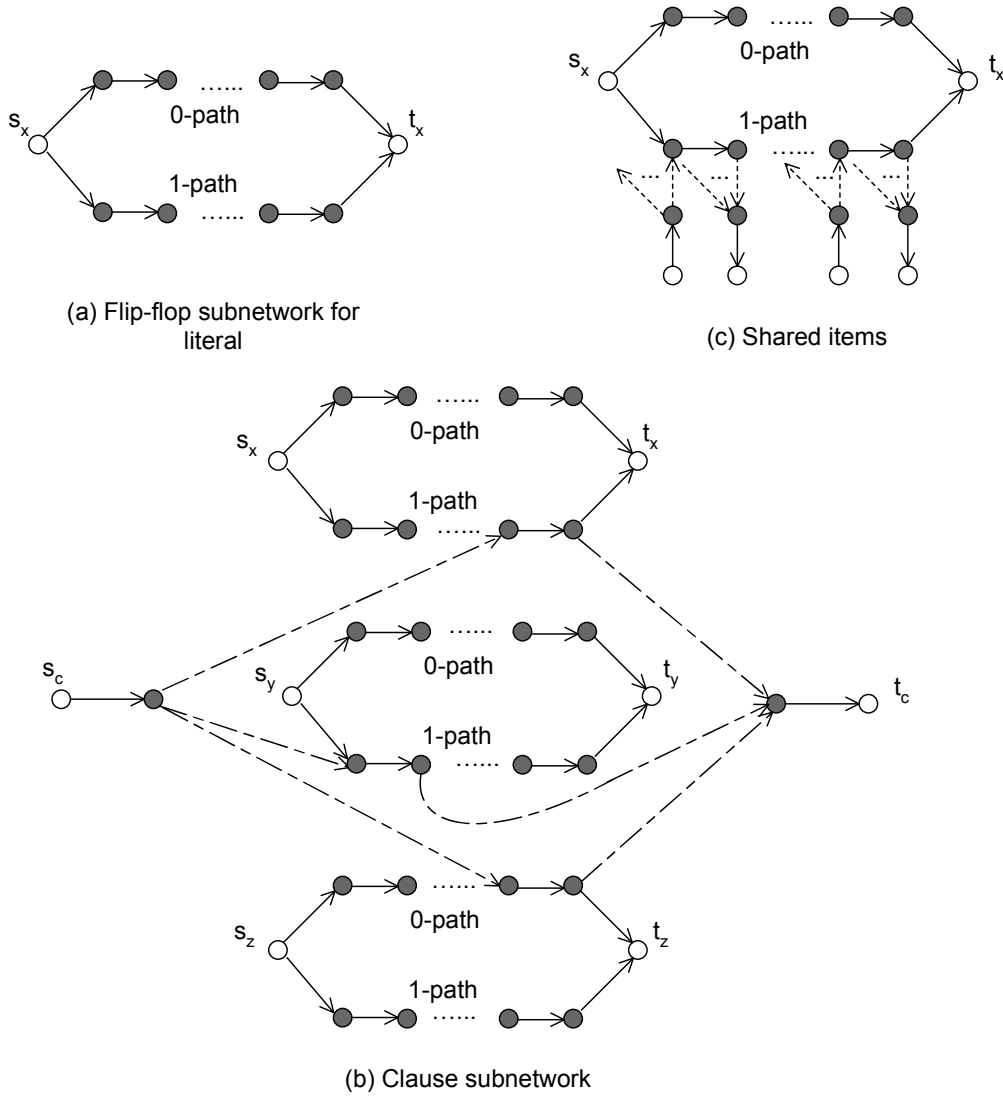 s_x
t_x
......
0-path
1-path
......
(a) Flip-flop subnetwork for
literal
s_x
t_x
......
0-path
1-path
......
... ... ... ...
(c) Shared items
s_x
t_x
......
0-path
1-path
......
s_c
t_c
s_y
t_y
......
0-path
1-path
......
s_z
t_z
......
0-path
1-path
......
(b) Clause subnetwork